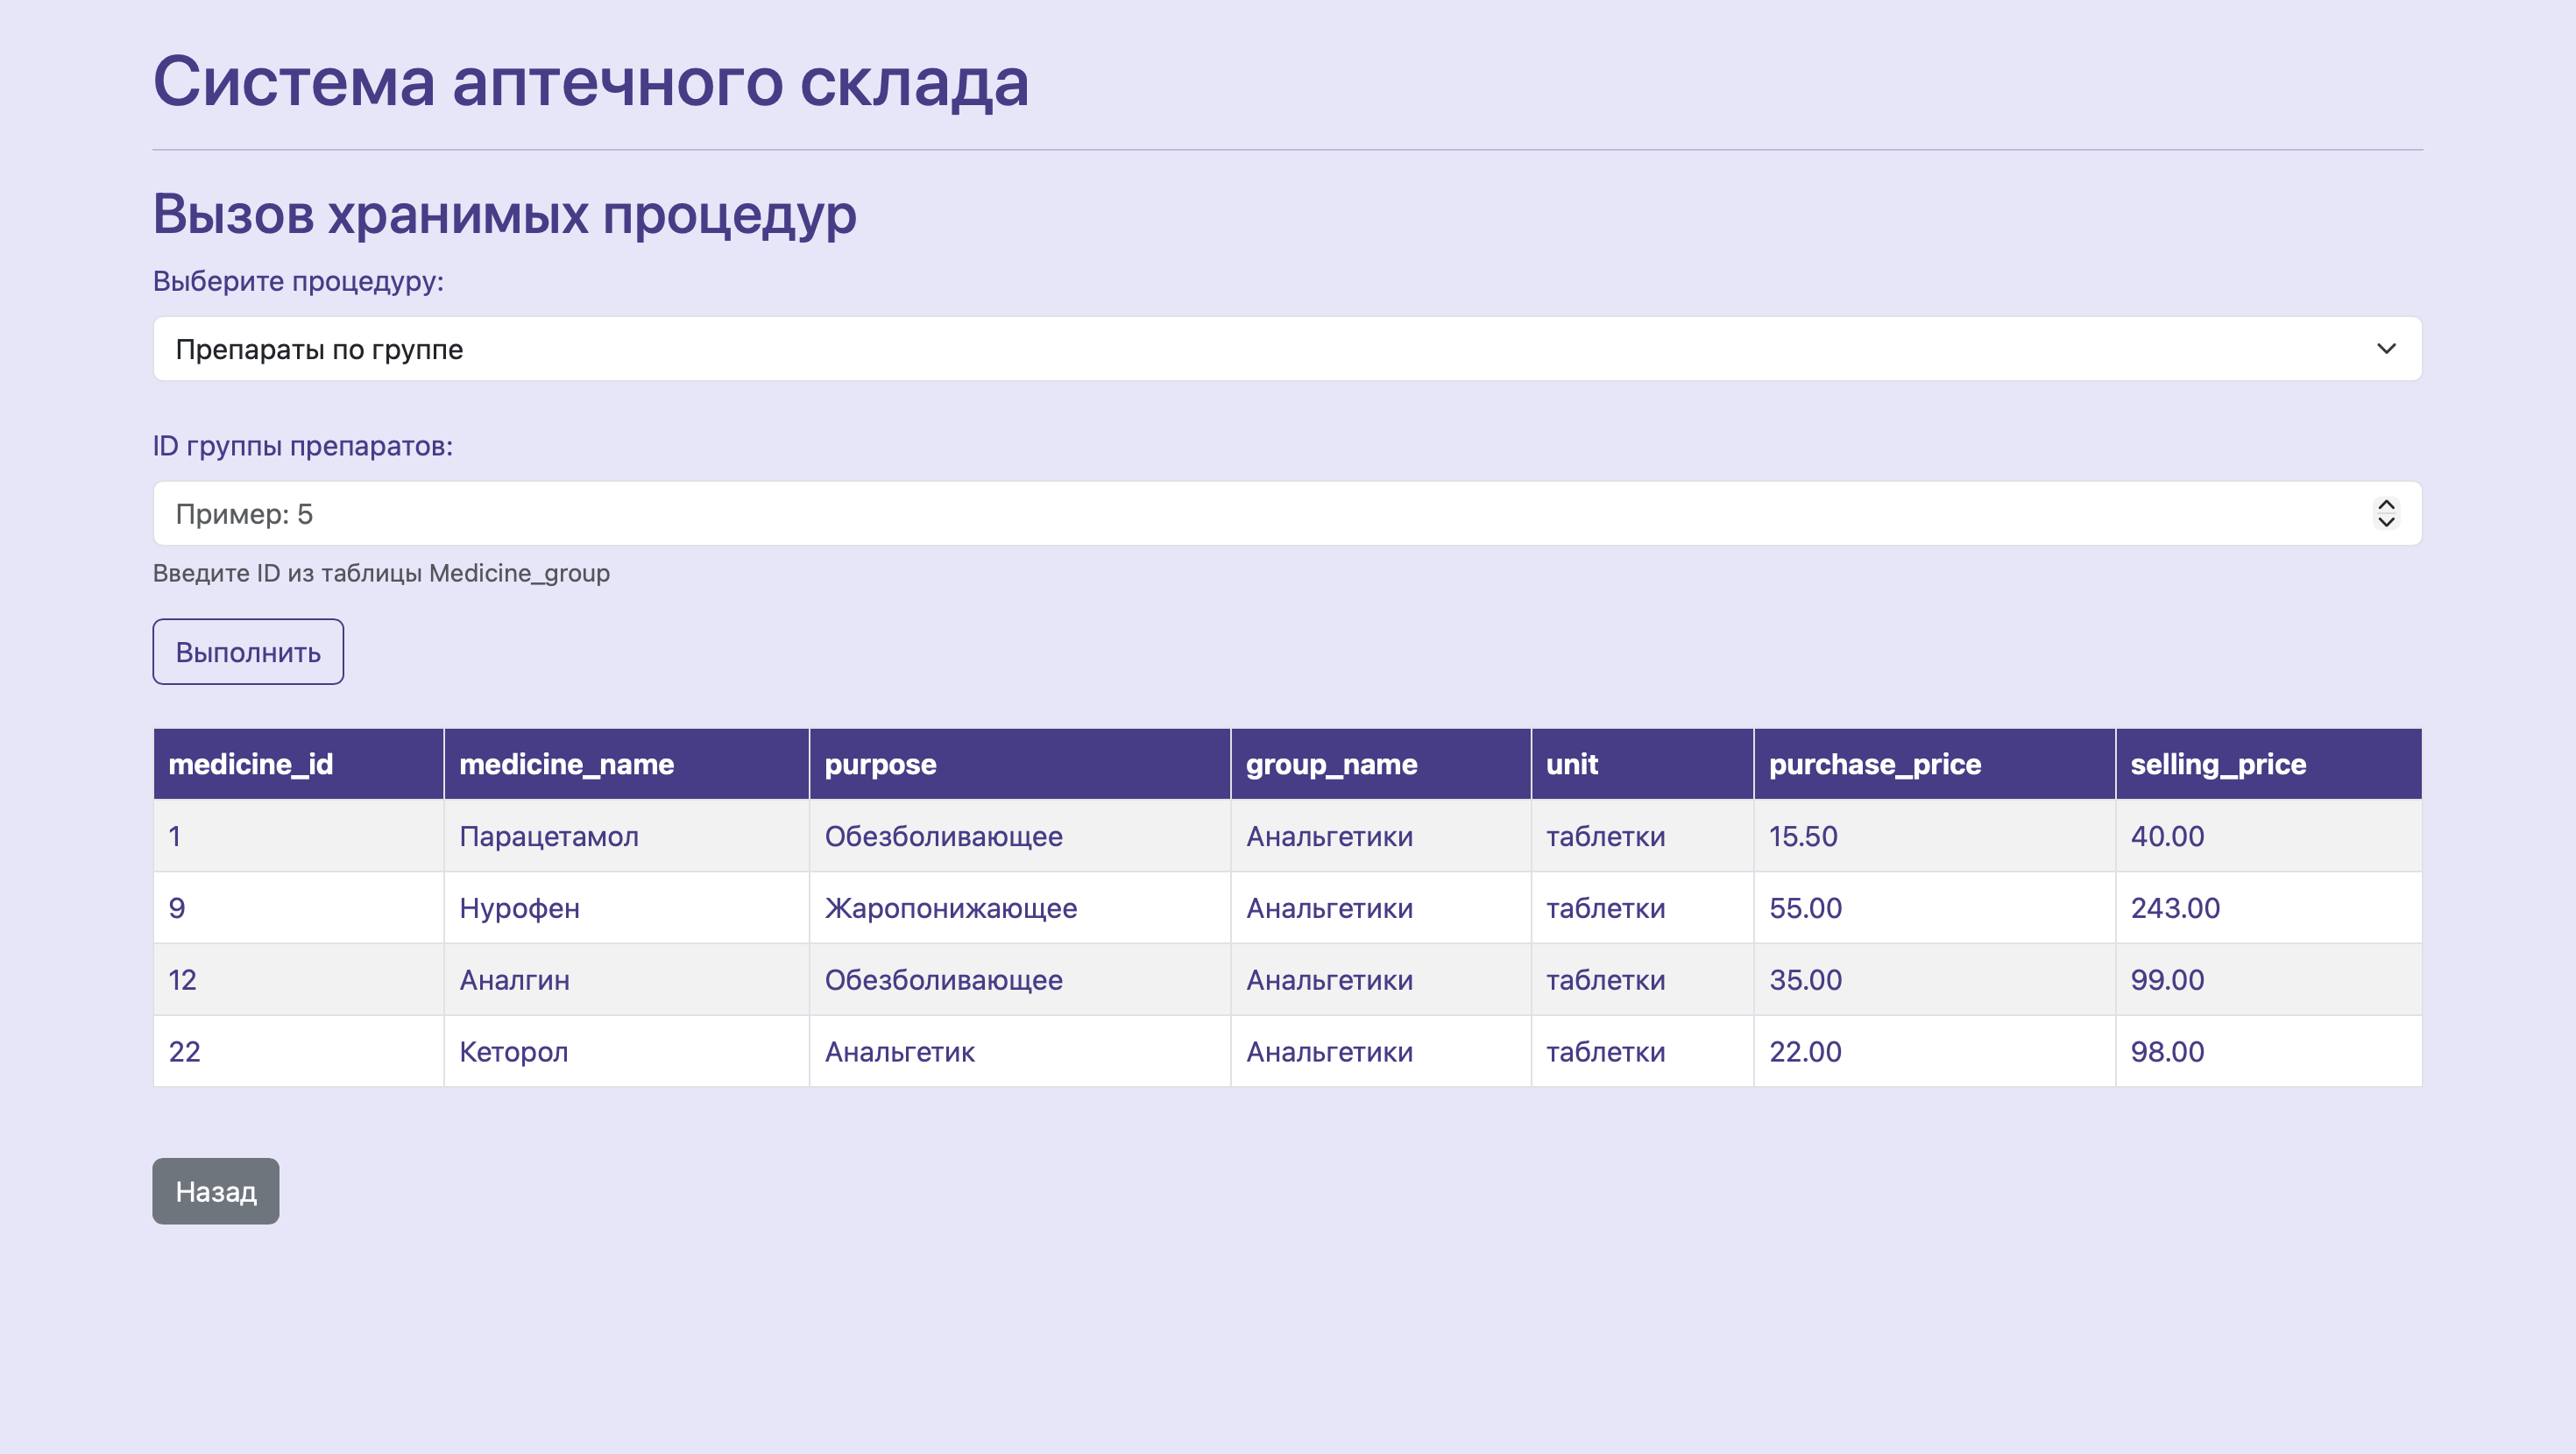 Система аптечного склада
Вызов хранимых процедур
Выберите процедуру:
Препараты по группе
ID группы препаратов:
Пример: 5
Введите ID из таблицы Medicine_group
Выполнить
medicine_id medicine_name purpose group_name unit purchase_price selling_price
1 Парацетамол Обезболивающее Анальгетики таблетки 15.50 40.00
9 Нурофен Жаропонижающее Анальгетики таблетки 55.00 243.00
12 Аналгин Обезболивающее Анальгетики таблетки 35.00 99.00
22 Кеторол Анальгетик Анальгетики таблетки 22.00 98.00
Назад